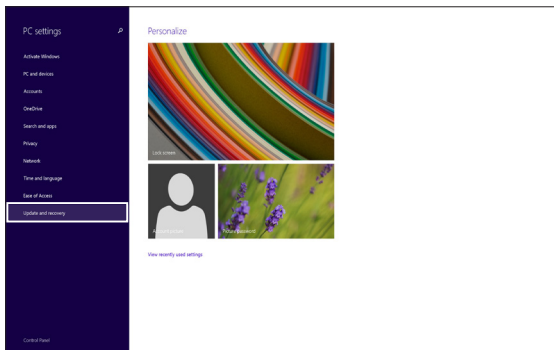 PC settings
Activate Windows
PC and devices
Accounts
OneDrive
Search and apps
Privacy
Network
Time and language
Ease of Access
Update and recovery
Control Panel
Personalize
Lock screen
Account picture
Picture password
View recently used settings